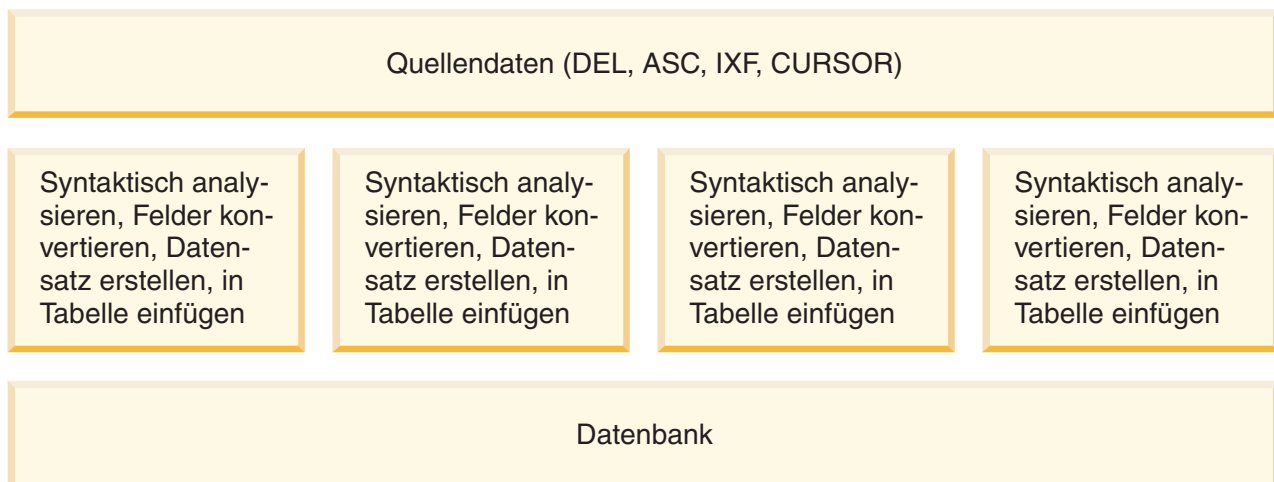 Quellendaten (DEL, ASC, IXF, CURSOR)
Syntaktisch analy-
sieren, Felder kon-
vertieren, Daten-
satz erstellen, in
Tabelle einfügen
Syntaktisch analy-
sieren, Felder kon-
vertieren, Daten-
satz erstellen, in
Tabelle einfügen
Syntaktisch analy-
sieren, Felder kon-
vertieren, Daten-
satz erstellen, in
Tabelle einfügen
Syntaktisch analy-
sieren, Felder kon-
vertieren, Daten-
satz erstellen, in
Tabelle einfügen
Datenbank